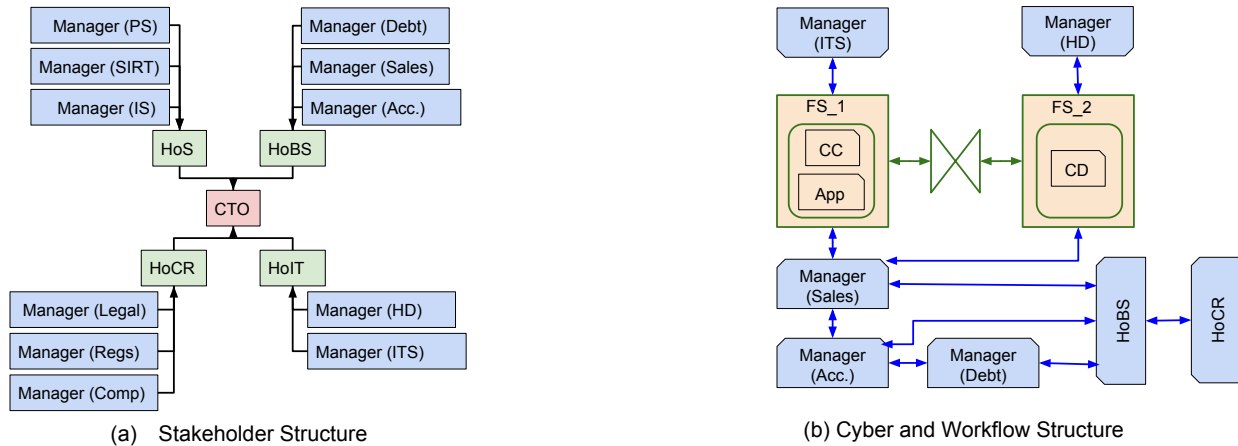 Manager (PS)
Manager (SIRT)
Manager (IS)
Manager (Debt)
Manager (Sales)
Manager (Acc.)
HoS
HoBS
CTO
HoCR
HoIT
Manager (Legal)
Manager (Regs)
Manager (Comp)
Manager (HD)
Manager (ITS)
(a) Stakeholder Structure
Manager
(ITS)
Manager
(HD)
FS_1
CC
App
FS_2
CD
Manager
(Sales)
Manager
(Acc.)
Manager
(Debt)
HoBS
HoCR
(b) Cyber and Workflow Structure